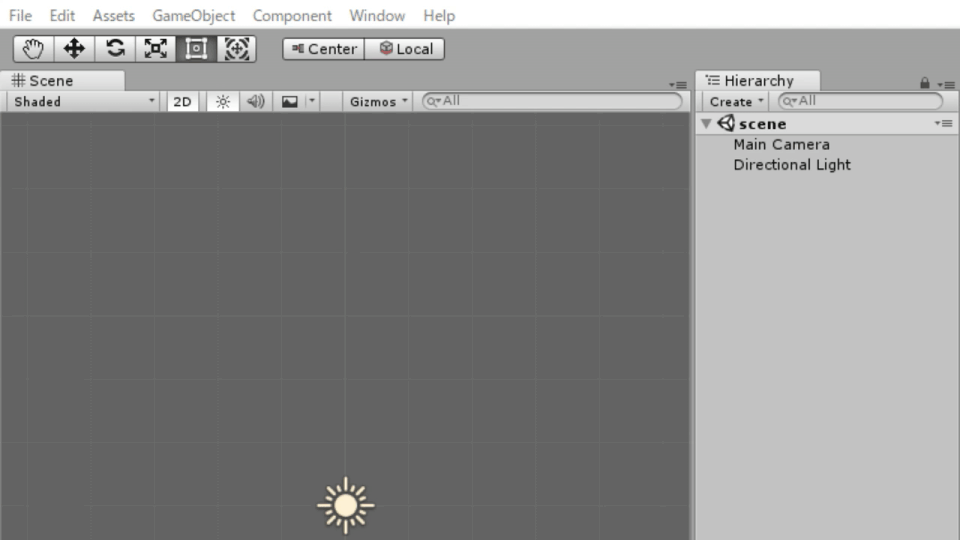 File Edit Assets GameObject Component Window Help
Center Local
Scene
Shaded 2D Gizmos All
Hierarchy
Create All
scene
Main Camera
Directional Light